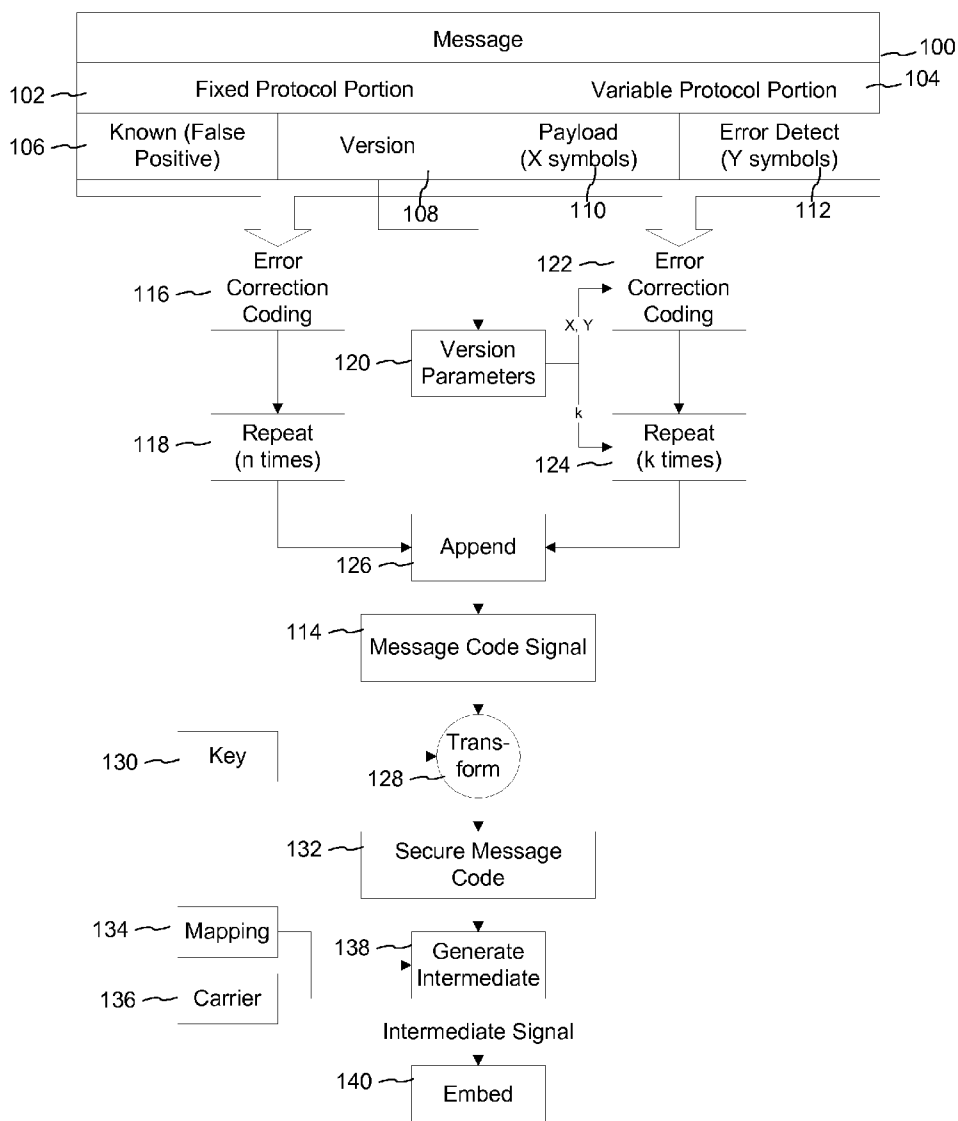 Message
100
102
Fixed Protocol Portion
Variable Protocol Portion
104
106
Known (False
Positive)
Version
Payload
(X symbols)
Error Detect
(Y symbols)
108
110
112
116
Error
Correction
Coding
122
Error
Correction
Coding
X, Y
120
Version
Parameters
k
118
Repeat
(n times)
124
Repeat
(k times)
Append
126
114
Message Code Signal
130
Key
Trans-
form
128
132
Secure Message
Code
134
Mapping
138
Generate
Intermediate
136
Carrier
Intermediate Signal
140
Embed